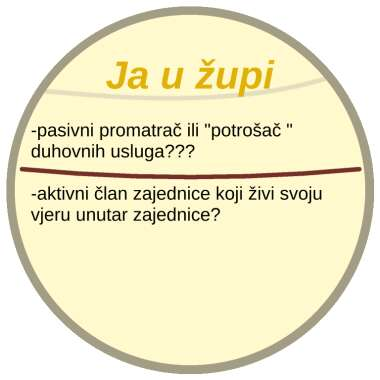 Ja u župi
-pasivni promatrač ili "potrošač "
duhovnih usluga???
-aktivni član zajednice koji živi svoju
vjeru unutar zajednice?